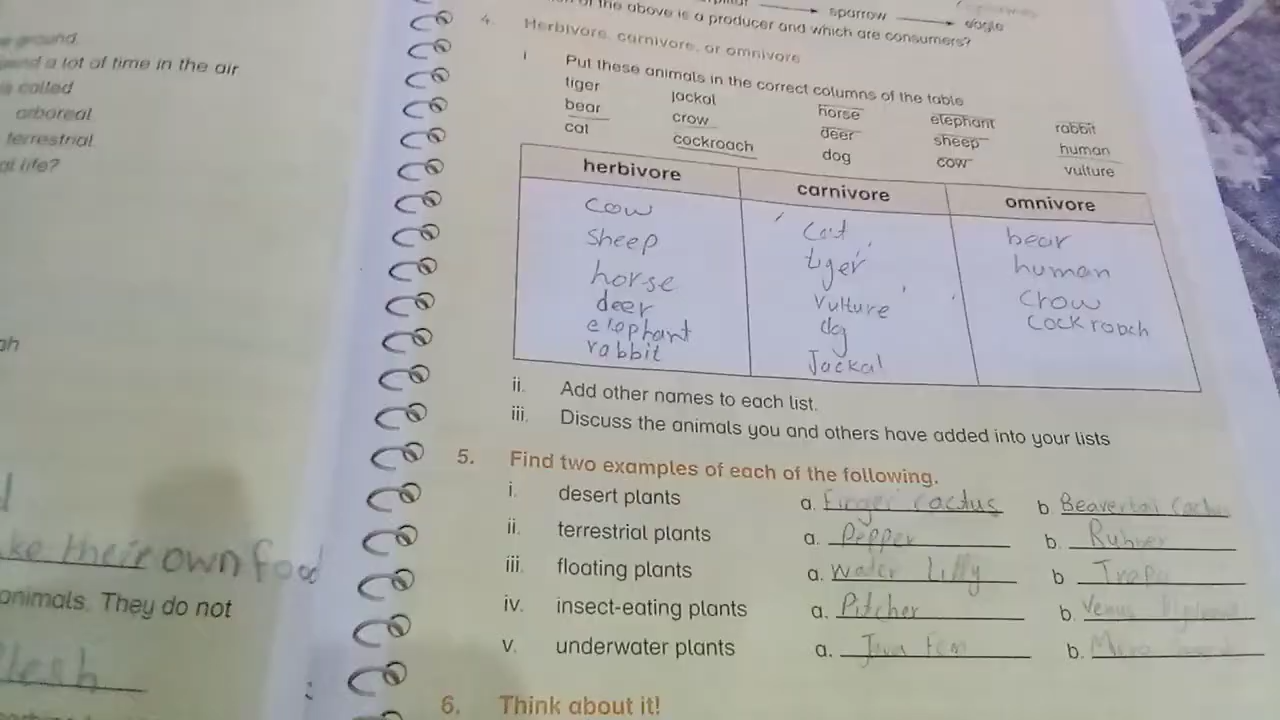 sparrow eagle
of the above is a producer and which are consumers?
4. Herbivore, carnivore, or omnivore
i Put these animals in the correct columns of the table
tiger jackal horse elephant rabbit
bear crow deer sheep human
cat cockroach dog cow vulture
herbivore carnivore omnivore
cow cat bear
sheep tiger human
horse vulture crow
deer dog cockroach
elephant Jackal
rabbit
ii. Add other names to each list.
iii. Discuss the animals you and others have added into your lists
5. Find two examples of each of the following.
i. desert plants a. Finger cactus b. Beavertail
ii. terrestrial plants a. Pepper b.
iii. floating plants a. water Lilly b Trapa
iv. insect-eating plants a. Pitcher b. Venus
v. underwater plants a. Java b.
6. Think about it!
ground.
a lot of time in the air
is called
arboreal
terrestrial
life?
their own food
animals. They do not